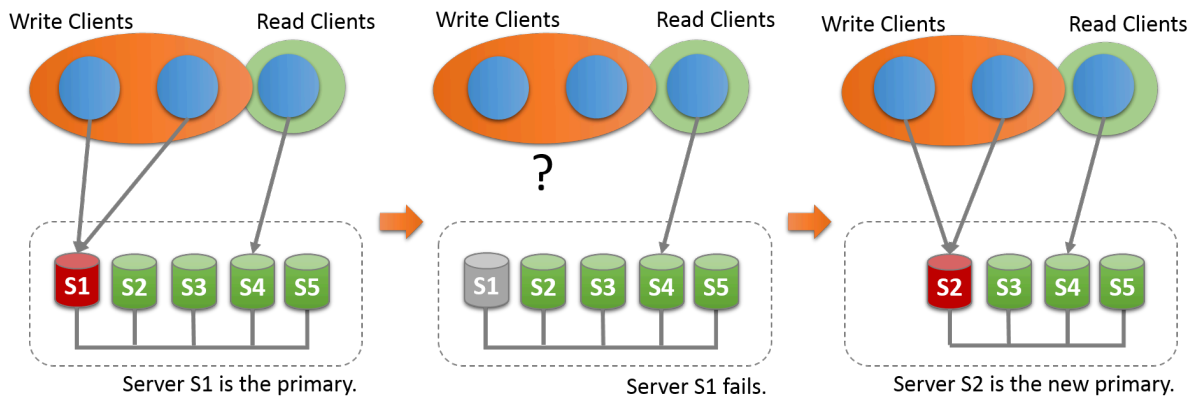 Write Clients
Read Clients
S1
S2
S3
S4
S5
Server S1 is the primary.
Write Clients
Read Clients
?
S1
S2
S3
S4
S5
Server S1 fails.
Write Clients
Read Clients
S2
S3
S4
S5
Server S2 is the new primary.